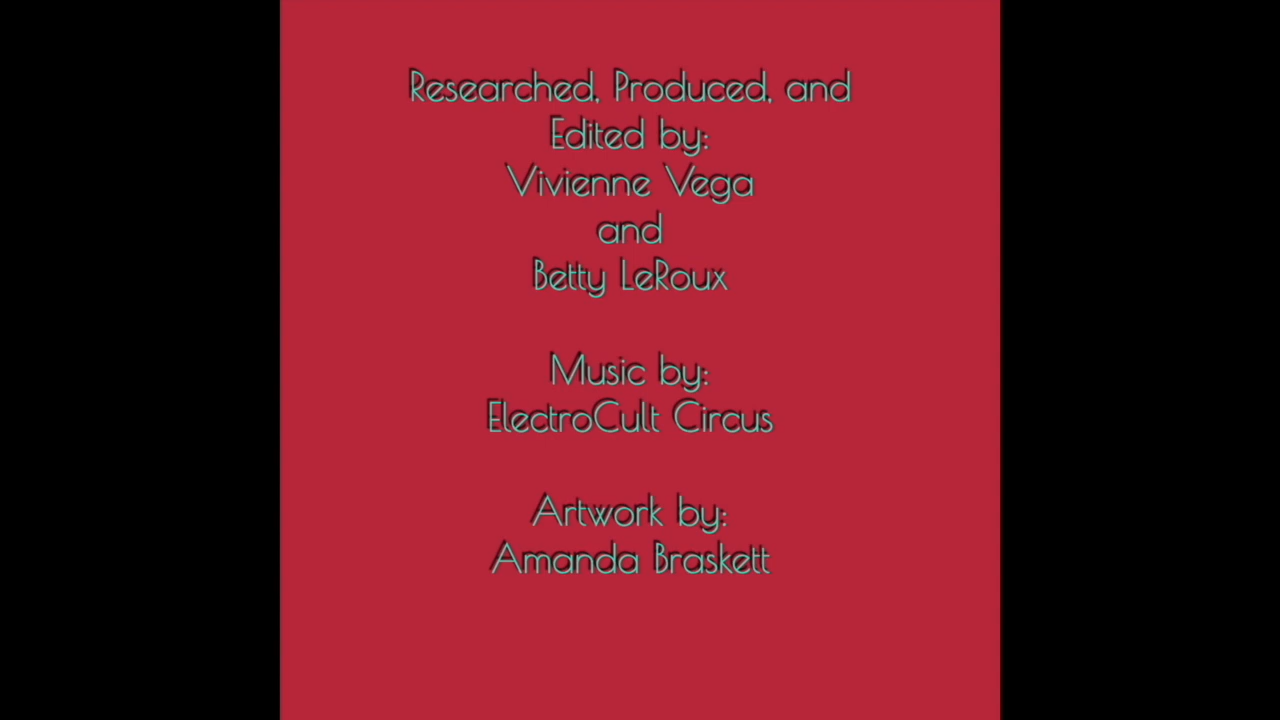 Researched, Produced, and
Edited by:
Vivienne Vega
and
Betty LeRoux
Music by:
ElectroCult Circus
Artwork by:
Amanda Braskett